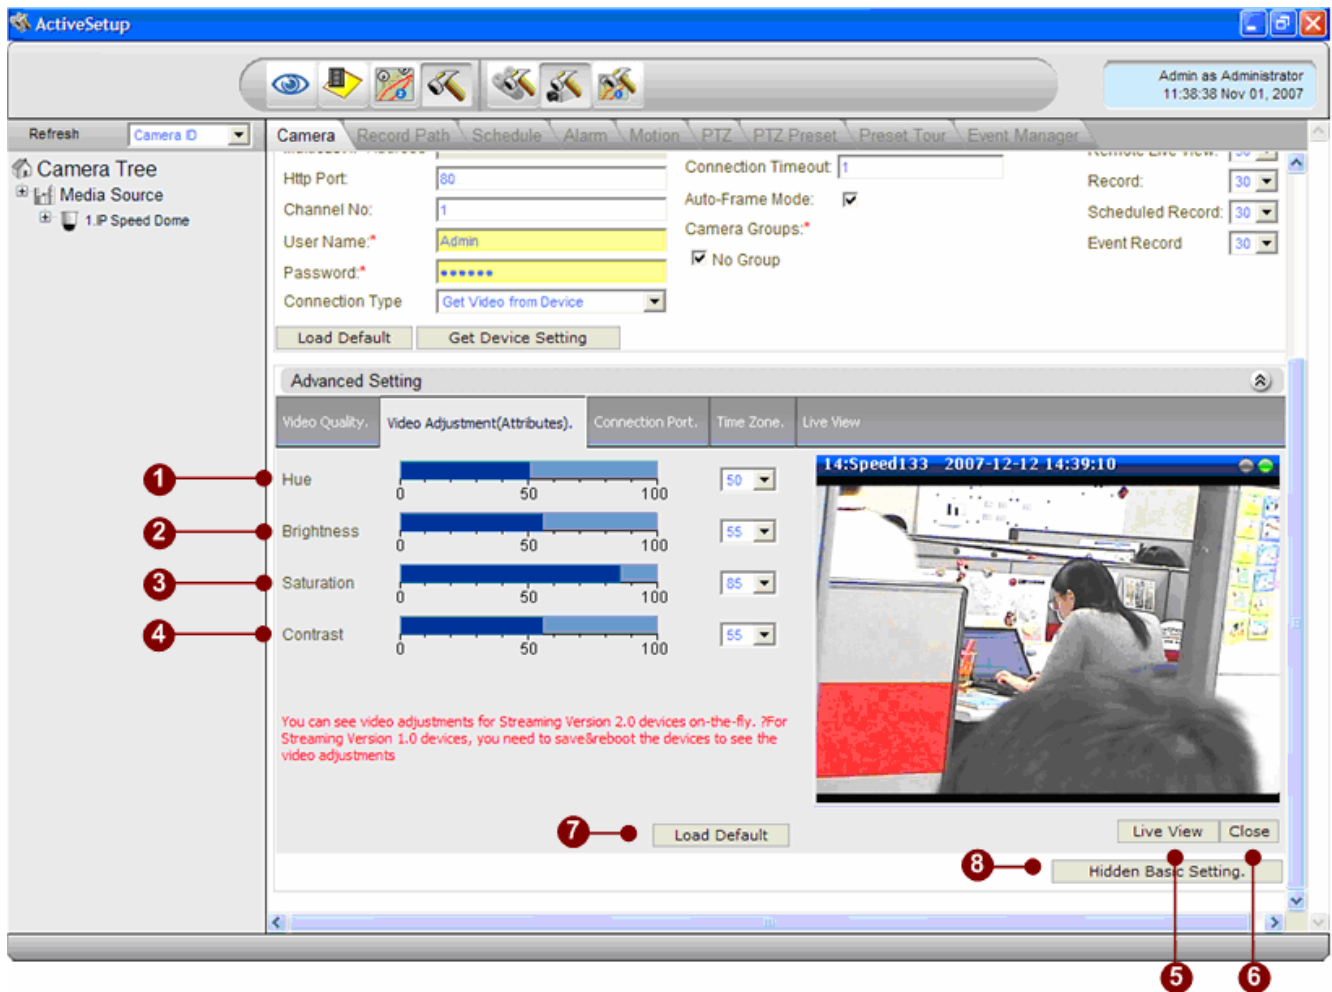 ActiveSetup
Admin as Administrator
11:38:38 Nov 01, 2007
Refresh
Camera ID
Camera Record Path Schedule Alarm Motion PTZ PTZ Preset Preset Tour Event Manager
Camera Tree
Media Source
1.IP Speed Dome
Http Port: 80
Channel No: 1
User Name:* Admin
Password:* ••••••
Connection Type Get Video from Device
Load Default Get Device Setting
Connection Timeout: 1
Auto-Frame Mode:
Camera Groups:*
No Group
Remote Live View: 30
Record: 30
Scheduled Record: 30
Event Record 30
Advanced Setting
Video Quality. Video Adjustment(Attributes). Connection Port. Time Zone. Live View
1 Hue 0 50 100 50
2 Brightness 0 50 100 55
3 Saturation 0 50 100 85
4 Contrast 0 50 100 55
14:Speed133 2007-12-12 14:39:10
You can see video adjustments for Streaming Version 2.0 devices on-the-fly. ?For
Streaming Version 1.0 devices, you need to save&reboot the devices to see the
video adjustments
7 Load Default
Live View Close
8 Hidden Basic Setting.
5 6